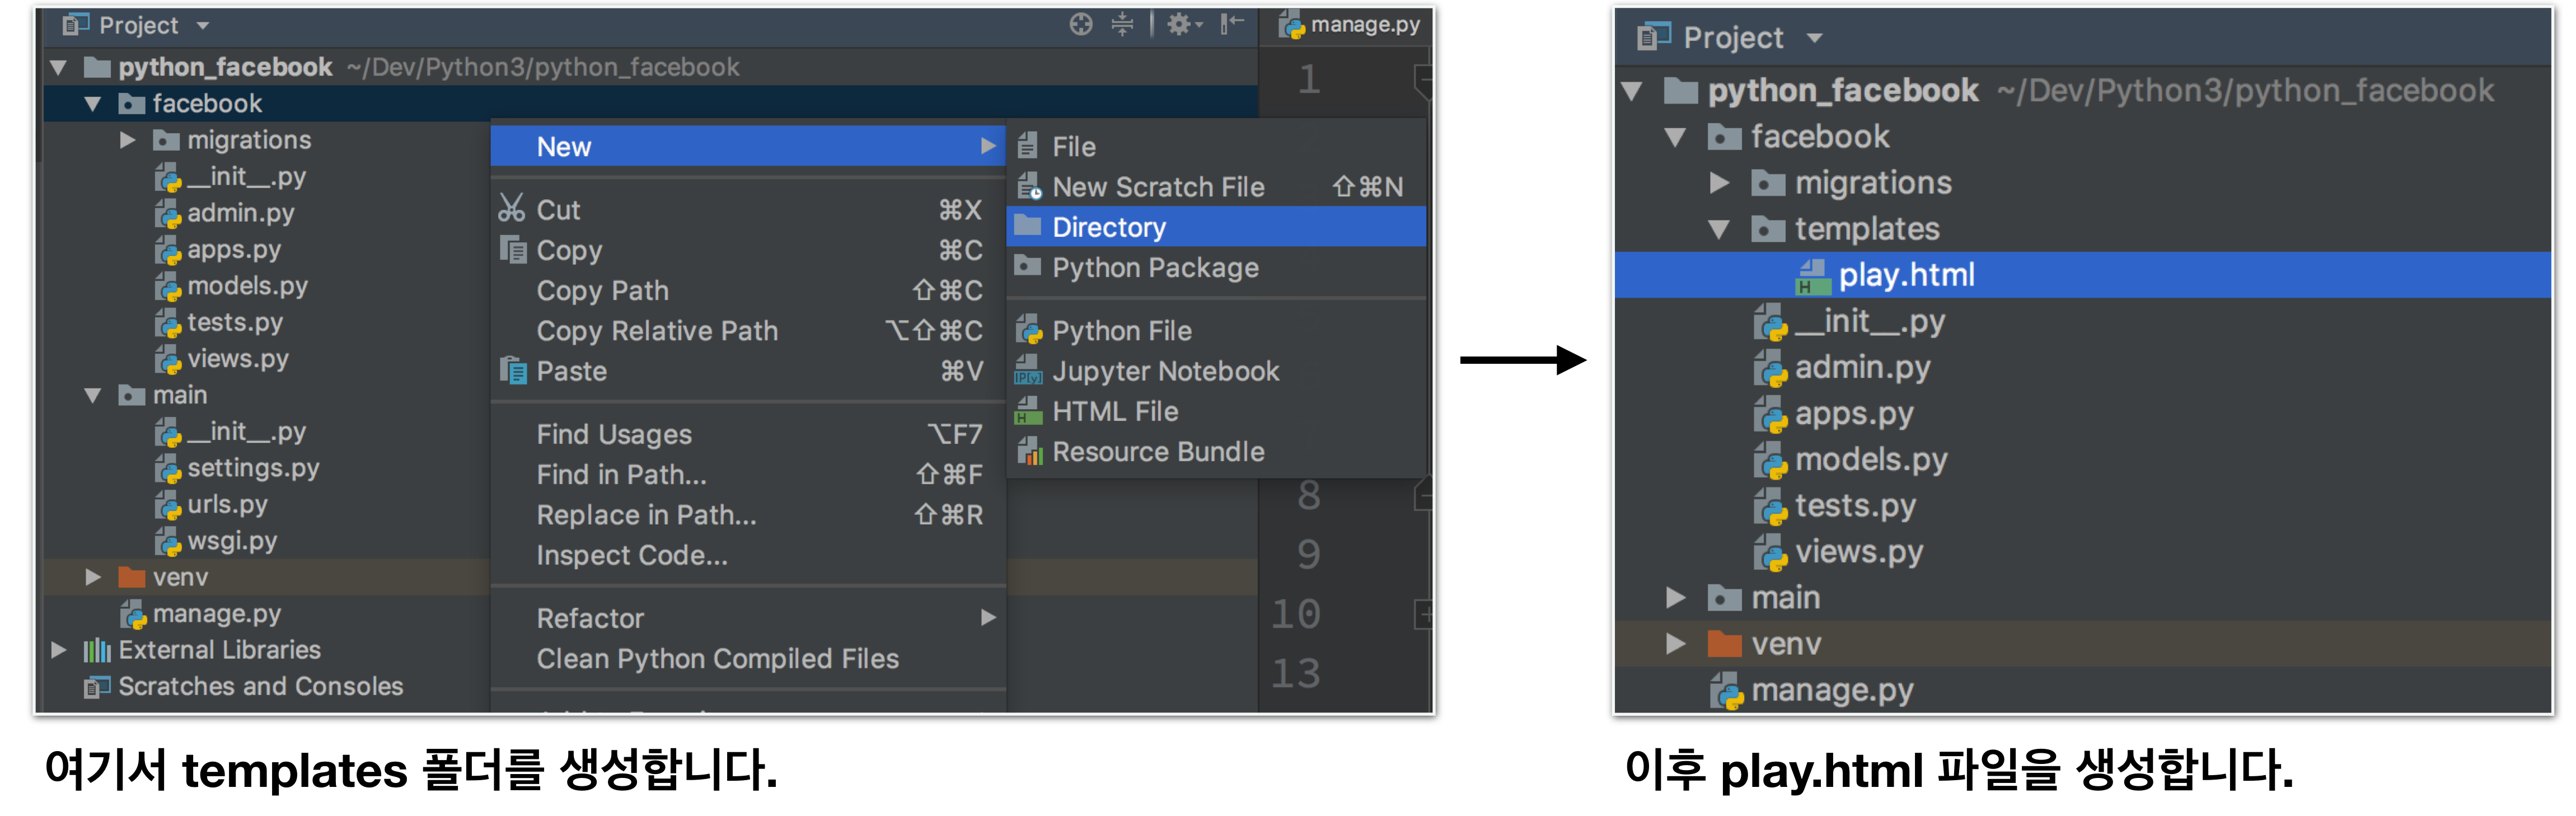 Project
manage.py
python_facebook ~/Dev/Python3/python_facebook
facebook
migrations
__init__.py
admin.py
apps.py
models.py
tests.py
views.py
main
__init__.py
settings.py
urls.py
wsgi.py
venv
manage.py
External Libraries
Scratches and Consoles
New
Cut ⌘X
Copy ⌘C
Copy Path ⇧⌘C
Copy Relative Path ⌥⇧⌘C
Paste ⌘V
Find Usages ⌥F7
Find in Path... ⇧⌘F
Replace in Path... ⇧⌘R
Inspect Code...
Refactor
Clean Python Compiled Files
File
New Scratch File ⇧⌘N
Directory
Python Package
Python File
Jupyter Notebook
HTML File
Resource Bundle
1
8
9
10
13
여기서 templates 폴더를 생성합니다.
Project
python_facebook ~/Dev/Python3/python_facebook
facebook
migrations
templates
play.html
__init__.py
admin.py
apps.py
models.py
tests.py
views.py
main
venv
manage.py
이후 play.html 파일을 생성합니다.